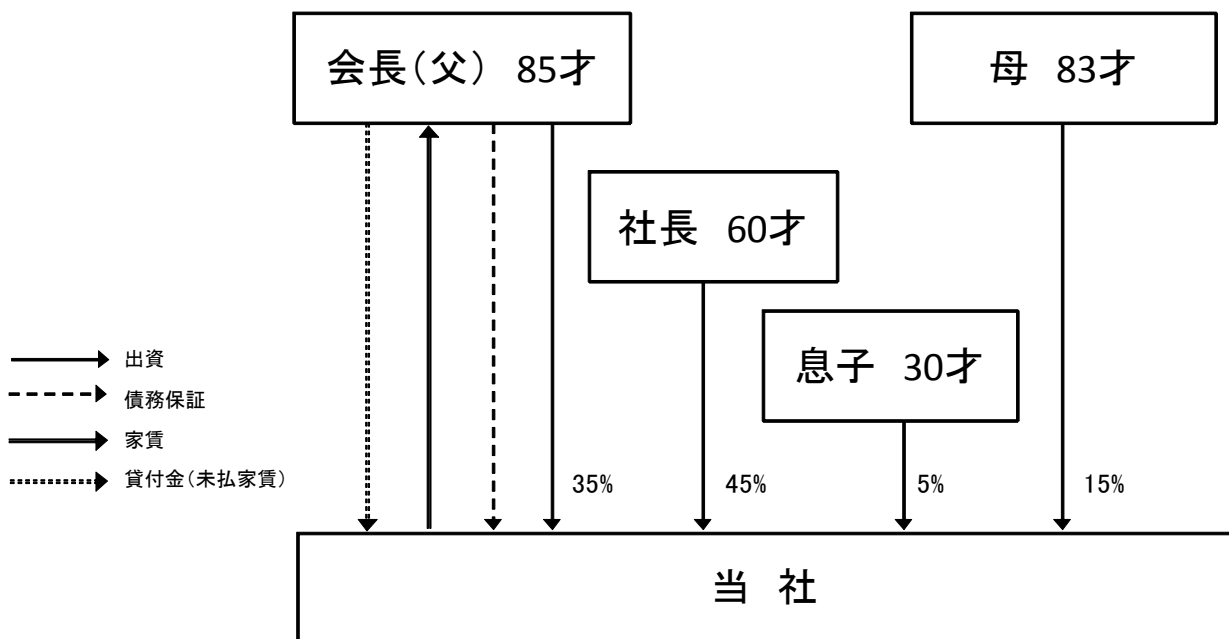 会長(父) 85才
母 83才
社長 60才
息子 30才
出資
債務保証
家賃
貸付金(未払家賃)
35%
45%
5%
15%
当 社